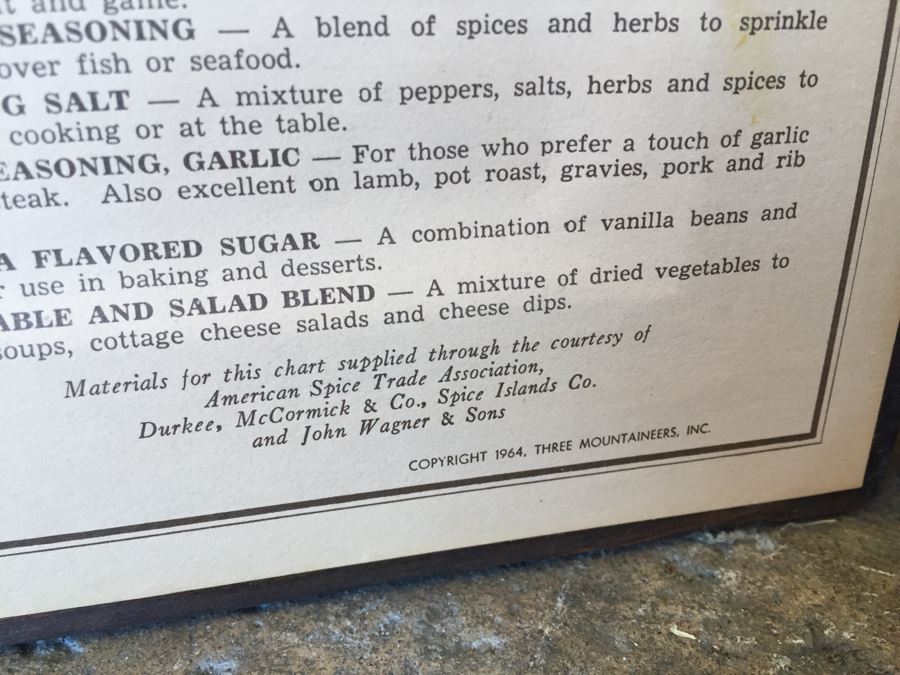 and game.
SEASONING — A blend of spices and herbs to sprinkle
over fish or seafood.
G SALT — A mixture of peppers, salts, herbs and spices to
cooking or at the table.
EASONING, GARLIC — For those who prefer a touch of garlic
teak. Also excellent on lamb, pot roast, gravies, pork and rib
A FLAVORED SUGAR — A combination of vanilla beans and
r use in baking and desserts.
ABLE AND SALAD BLEND — A mixture of dried vegetables to
soups, cottage cheese salads and cheese dips.
Materials for this chart supplied through the courtesy of
American Spice Trade Association,
Durkee, McCormick & Co., Spice Islands Co.
and John Wagner & Sons
COPYRIGHT 1964, THREE MOUNTAINEERS, INC.